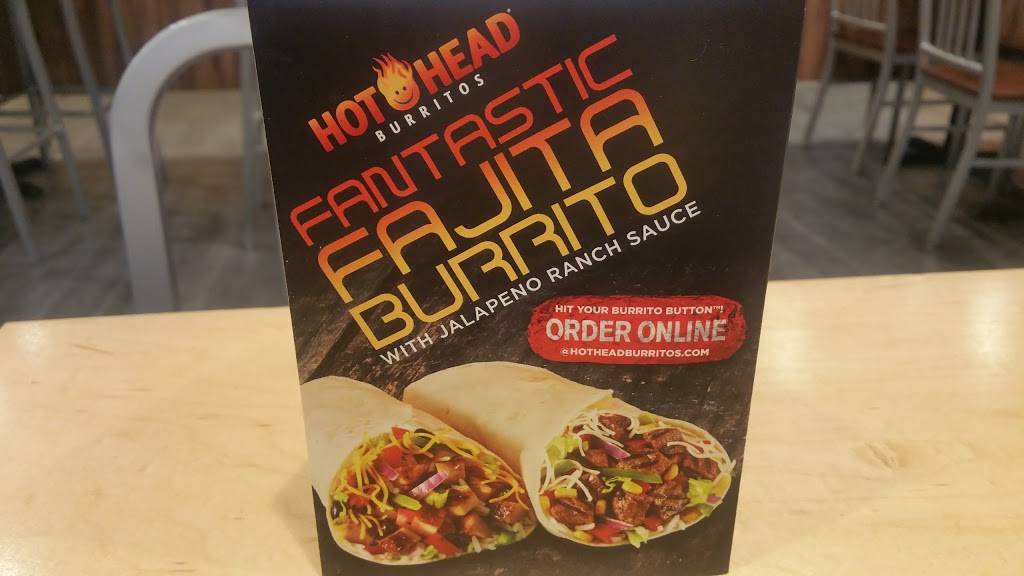 HOT HEAD
BURRITOS
FANTASTIC
FAJITA
BURRITO
WITH JALAPENO RANCH SAUCE
HIT YOUR BURRITO BUTTON™!
ORDER ONLINE
@HOTHEADBURRITOS.COM